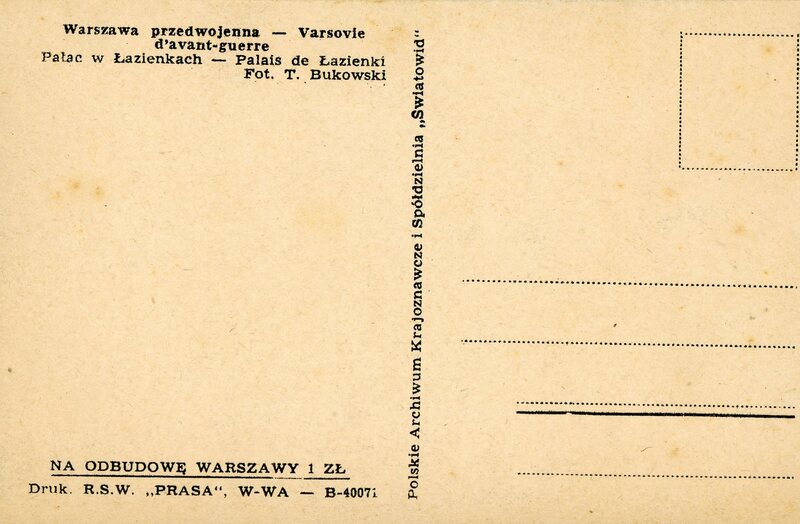 Warszawa przedwojenna — Varsovie
d'avant-guerre
Pałac w Łazienkach — Palais de Łazienki
Fot. T. Bukowski
Polskie Archiwum Krajoznawcze i Spółdzielnia „Światowid"
NA ODBUDOWĘ WARSZAWY 1 ZŁ
Druk. R.S.W. „PRASA", W-WA — B-40071